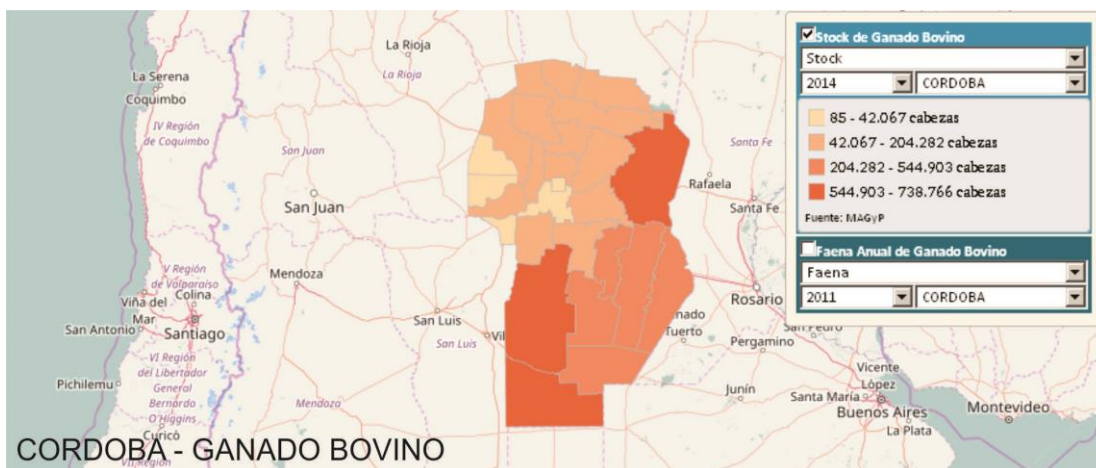 La Rioja
La Rioja
La Serena
Coquimbo
IV Región
de Coquimbo
San Juan
San Juan
Santa Fe
Rafaela
Santa Fe
Mendoza
V Región
de Valparaíso
Viña del
Mar
Colina
San Antonio
Santiago
San Luis
San Luis
Rosario
Tuerto
San Pedro
Pergamino
VI Región
del Libertador
General
Bernardo
O'Higgins
Pichilemu
Mendoza
Curicó
VII Región
Junín
Vicente
López
Santa María
Buenos Aires
La Plata
Montevideo
CORDOBA - GANADO BOVINO
Stock de Ganado Bovino
Stock
2014 CORDOBA
85 - 42.067 cabezas
42.067 - 204.282 cabezas
204.282 - 544.903 cabezas
544.903 - 738.766 cabezas
Fuente: MAGyP
Faena Anual de Ganado Bovino
Faena
2011 CORDOBA